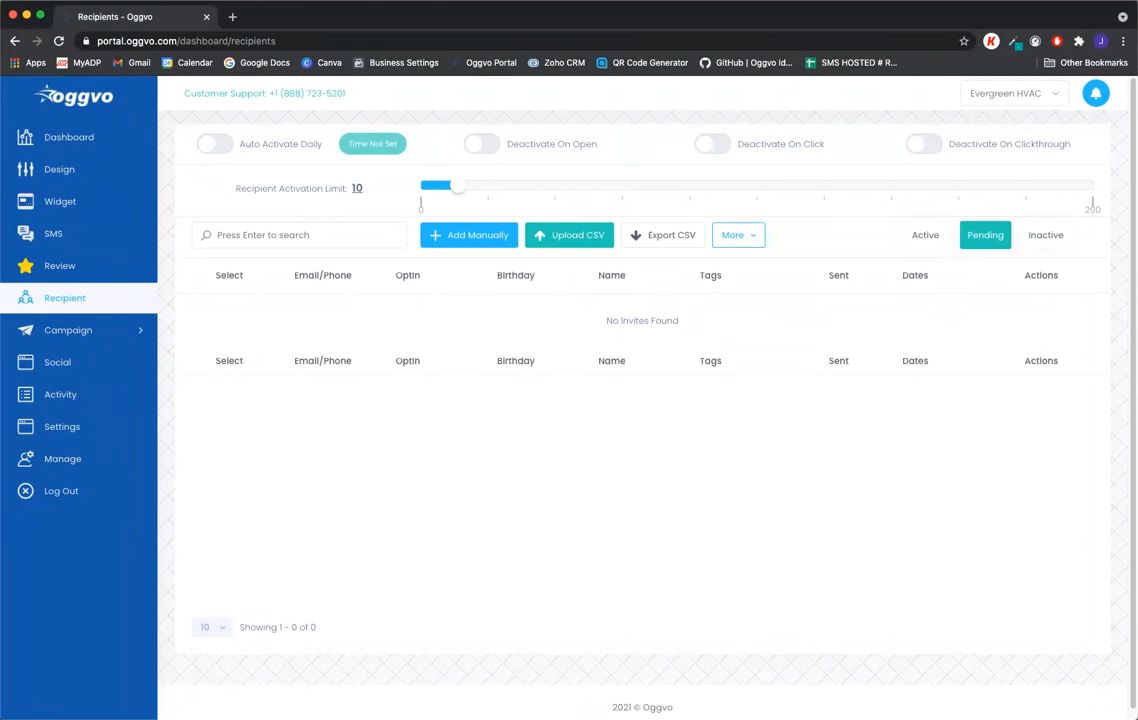 Recipients - Oggvo
portal.oggvo.com/dashboard/recipients
J
Apps MyADP Gmail Calendar Google Docs Canva Business Settings Oggvo Portal Zoho CRM QR Code Generator GitHub | Oggvo Id... SMS HOSTED # R... Other Bookmarks
oggvo
Customer Support: +1 (888) 723-5201
Evergreen HVAC
Dashboard
Design
Widget
SMS
Review
Recipient
Campaign
Social
Activity
Settings
Manage
Log Out
Auto Activate Daily Time Not Set Deactivate On Open Deactivate On Click Deactivate On Clickthrough
Recipient Activation Limit: 10
0 200
Press Enter to search Add Manually Upload CSV Export CSV More Active Pending Inactive
Select Email/Phone OptIn Birthday Name Tags Sent Dates Actions
No Invites Found
Select Email/Phone OptIn Birthday Name Tags Sent Dates Actions
10 Showing 1 - 0 of 0
2021 © Oggvo